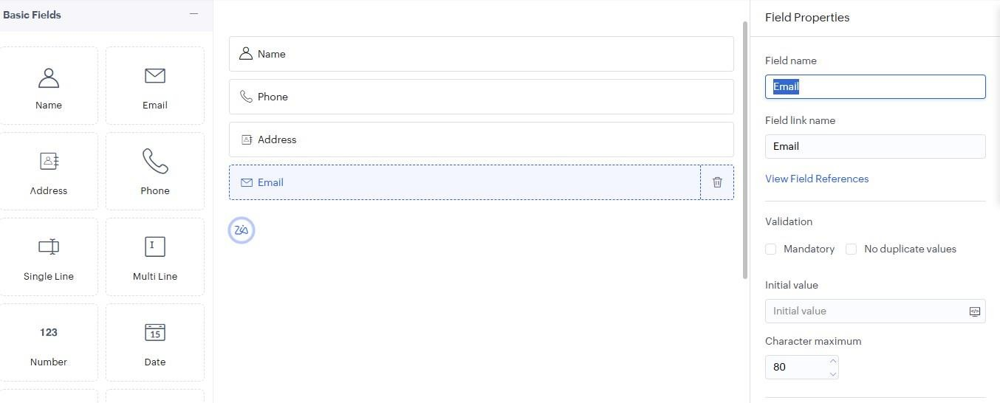 Basic Fields
Name
Email
Address
Phone
Single Line
Multi Line
123
Number
15
Date
Name
Phone
Address
Email
Field Properties
Field name
Email
Field link name
Email
View Field References
Validation
Mandatory
No duplicate values
Initial value
Initial value
Character maximum
80